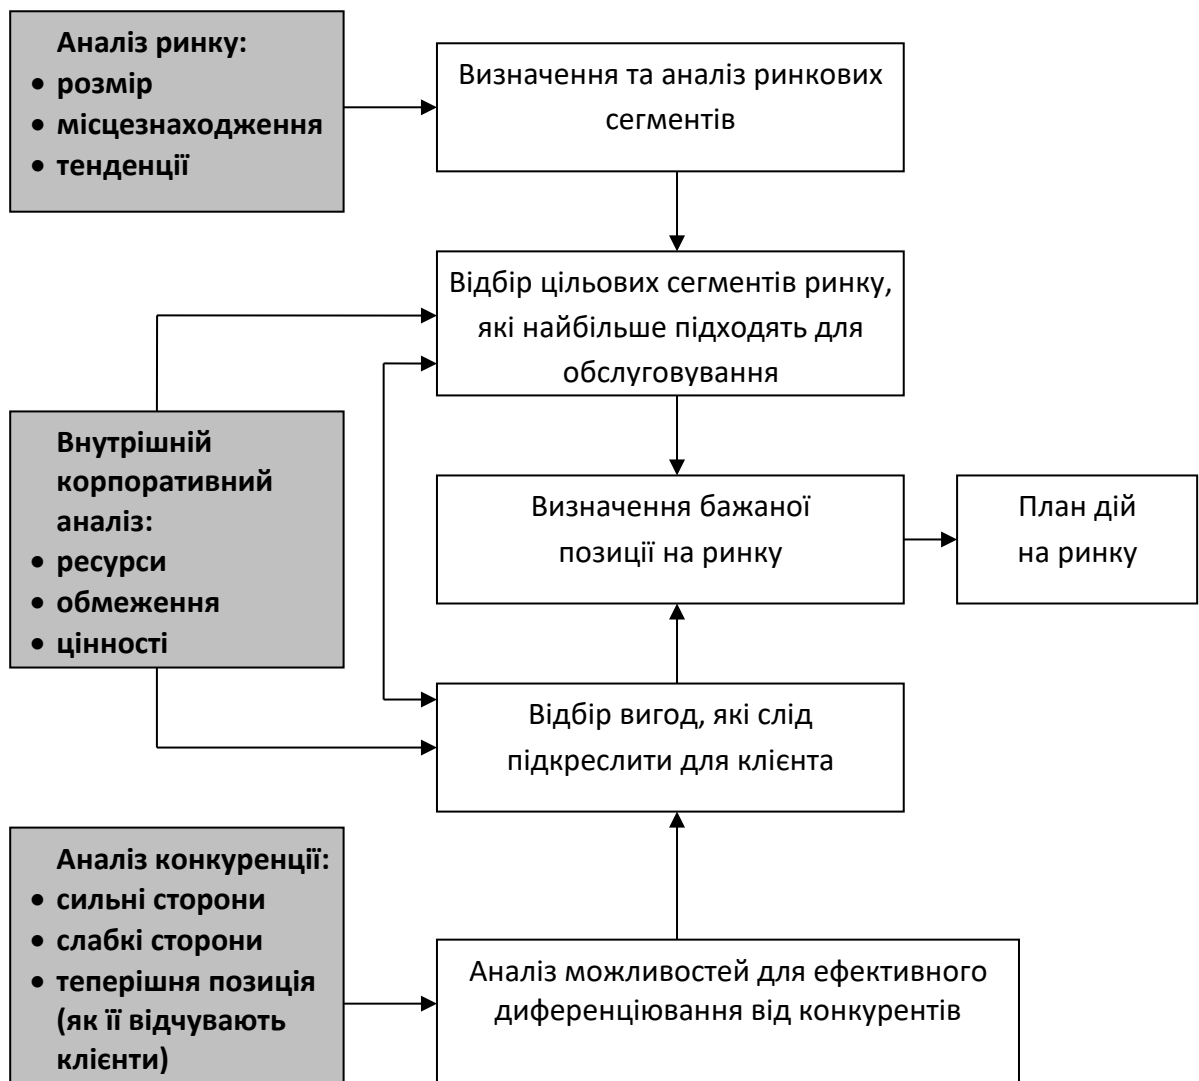 Аналіз ринку:
• розмір
• місцезнаходження
• тенденції
Визначення та аналіз ринкових
сегментів
Відбір цільових сегментів ринку,
які найбільше підходять для
обслуговування
Внутрішній
корпоративний
аналіз:
• ресурси
• обмеження
• цінності
Визначення бажаної
позиції на ринку
План дій
на ринку
Відбір вигод, які слід
підкреслити для клієнта
Аналіз конкуренції:
• сильні сторони
• слабкі сторони
• теперішня позиція
(як її відчувають
клієнти)
Аналіз можливостей для ефективного
диференціювання від конкурентів